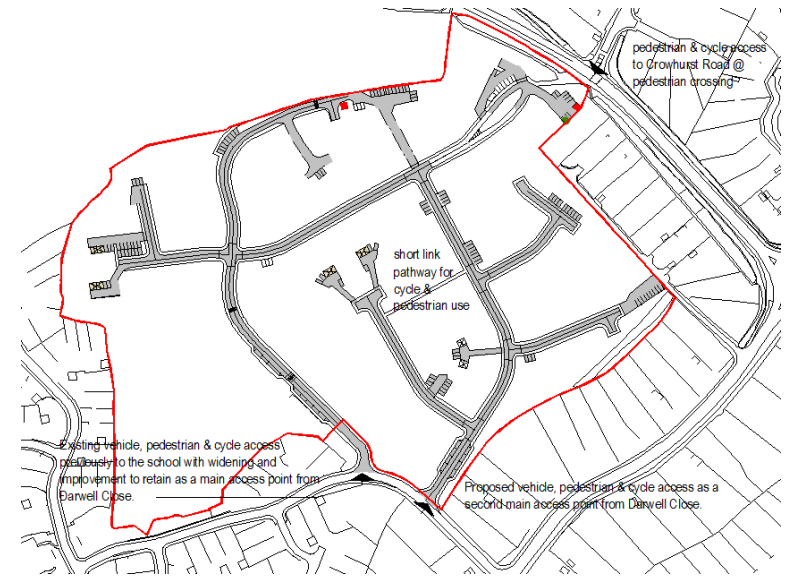 pedestrian & cycle access
to Crowhurst Road @
pedestrian crossing
short link
pathway for
cycle &
pedestrian use
Existing vehicle, pedestrian & cycle access
previously to the school with widening and
improvement to retain as a main access point from
Darwell Close.
Proposed vehicle, pedestrian & cycle access as a
second main access point from Darwell Close.